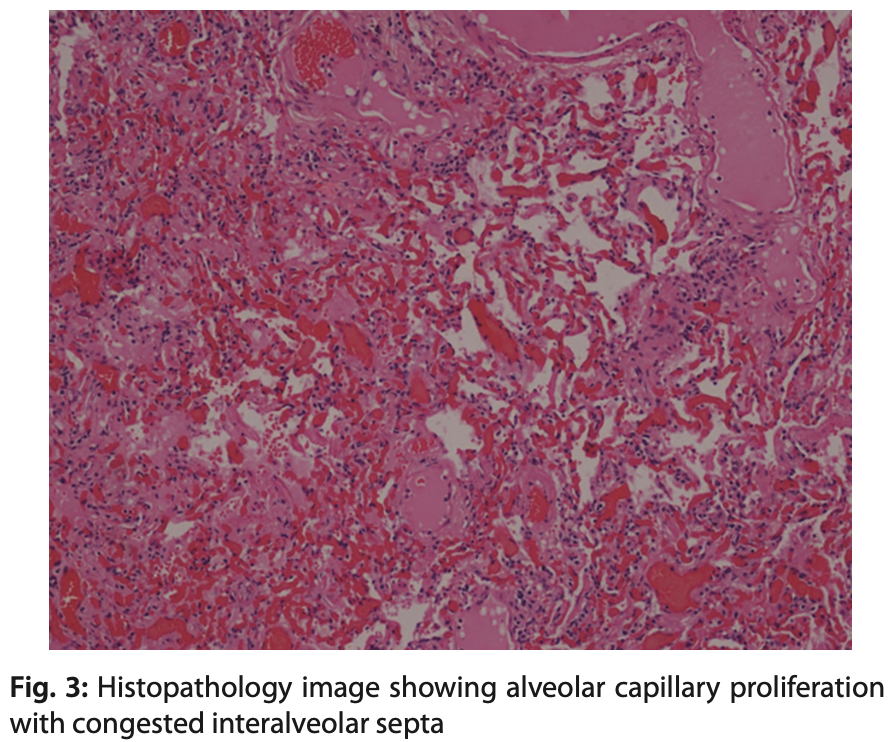 Fig. 3: Histopathology image showing alveolar capillary proliferation
with congested interalveolar septa